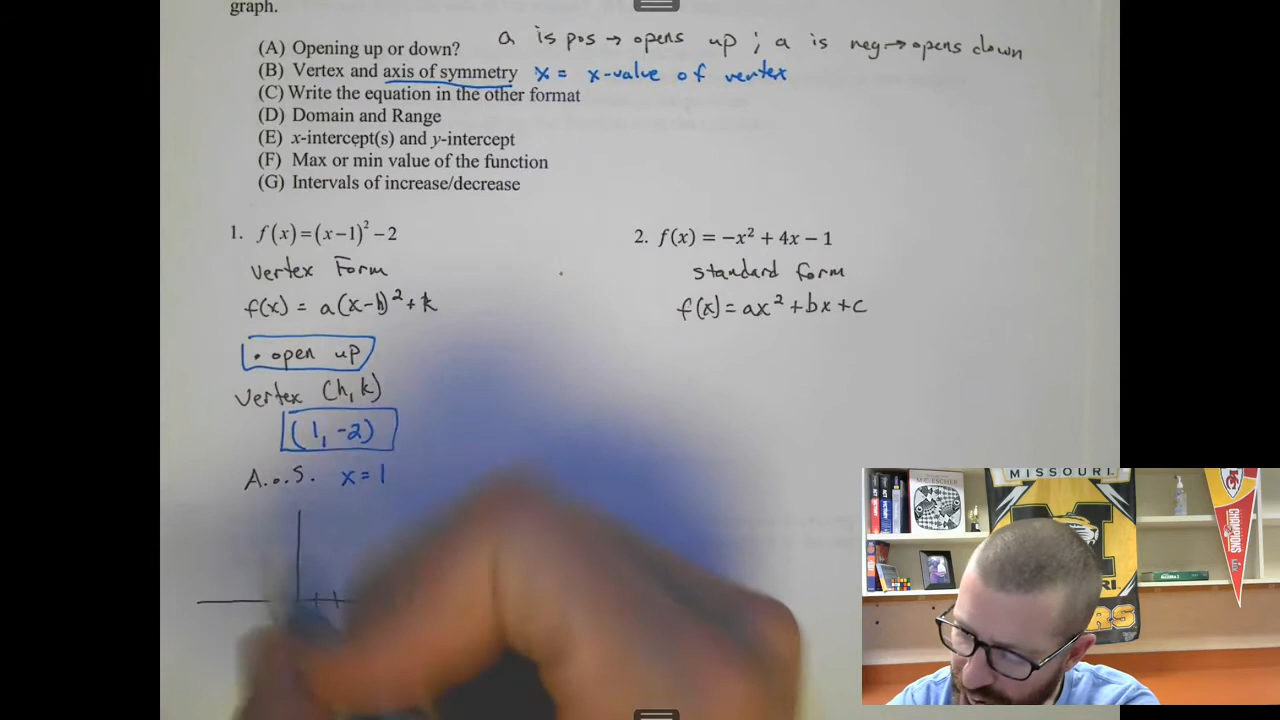 graph.
(A) Opening up or down? a is pos → opens up ; a is neg → opens down
(B) Vertex and axis of symmetry x = x-value of vertex
(C) Write the equation in the other format
(D) Domain and Range
(E) x-intercept(s) and y-intercept
(F) Max or min value of the function
(G) Intervals of increase/decrease
1. f(x)=(x−1)² −2
Vertex Form
f(x) = a(x-h)² + k
• open up
Vertex (h, k)
(1, -2)
A.o.S. x=1
2. f(x) = −x² + 4x − 1
standard form
f(x) = ax² + bx + c
MISSOURI
M.C. ESCHER
CHAMPIONS
RS